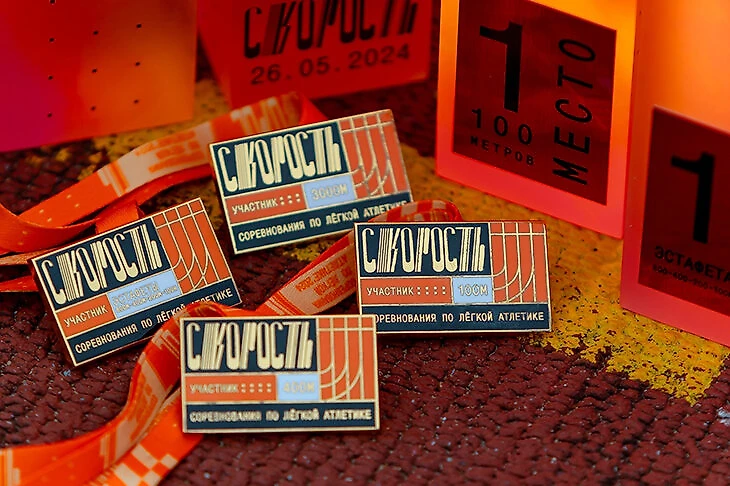 СКОРОСТЬ
26.05.2024
1
100
МЕТРОВ
МЕСТО
1
ЭСТАФЕТА
СКОРОСТЬ
УЧАСТНИК :::
3000М
СОРЕВНОВАНИЯ ПО ЛЁГКОЙ АТЛЕТИКЕ
СКОРОСТЬ
УЧАСТНИК
ЭСТАФЕТА
СОРЕВНОВАНИЯ ПО ЛЁГКОЙ АТЛЕТИКЕ
СКОРОСТЬ
УЧАСТНИК ::::
100М
СОРЕВНОВАНИЯ ПО ЛЁГКОЙ АТЛЕТИКЕ
СКОРОСТЬ
УЧАСТНИК ::::
400М
СОРЕВНОВАНИЯ ПО ЛЁГКОЙ АТЛЕТИКЕ